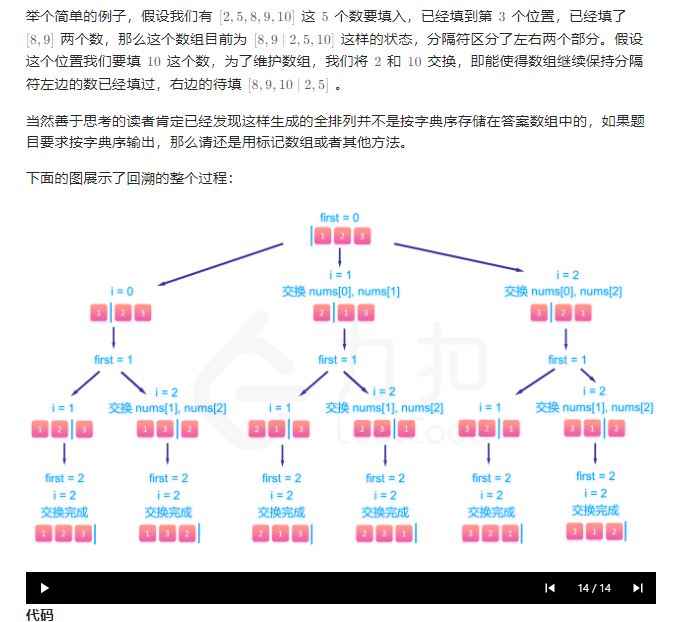 举个简单的例子，假设我们有 [2, 5, 8, 9, 10] 这 5 个数要填入，已经填到第 3 个位置，已经填了
[8, 9] 两个数，那么这个数组目前为 [8, 9 | 2, 5, 10] 这样的状态，分隔符区分了左右两个部分。假设
这个位置我们要填 10 这个数，为了维护数组，我们将 2 和 10 交换，即能使得数组继续保持分隔
符左边的数已经填过，右边的待填 [8, 9, 10 | 2, 5] 。
当然善于思考的读者肯定已经发现这样生成的全排列并不是按字典序存储在答案数组中的，如果题
目要求按字典序输出，那么请还是用标记数组或者其他方法。
下面的图展示了回溯的整个过程：
first = 0
1 2 3
i = 0
i = 1
交换 nums[0], nums[1]
i = 2
交换 nums[0], nums[2]
1 2 3
2 1 3
3 2 1
first = 1
first = 1
first = 1
i = 1
i = 2
交换 nums[1], nums[2]
i = 1
i = 2
交换 nums[1], nums[2]
i = 1
i = 2
交换 nums[1], nums[2]
1 2 3
1 3 2
2 1 3
2 3 1
3 2 1
3 1 2
first = 2
first = 2
first = 2
first = 2
first = 2
first = 2
i = 2
i = 2
i = 2
i = 2
i = 2
i = 2
交换完成
交换完成
交换完成
交换完成
交换完成
交换完成
1 2 3
1 3 2
2 1 3
2 3 1
3 2 1
3 1 2
力扣
LeetCode
14 / 14
代码